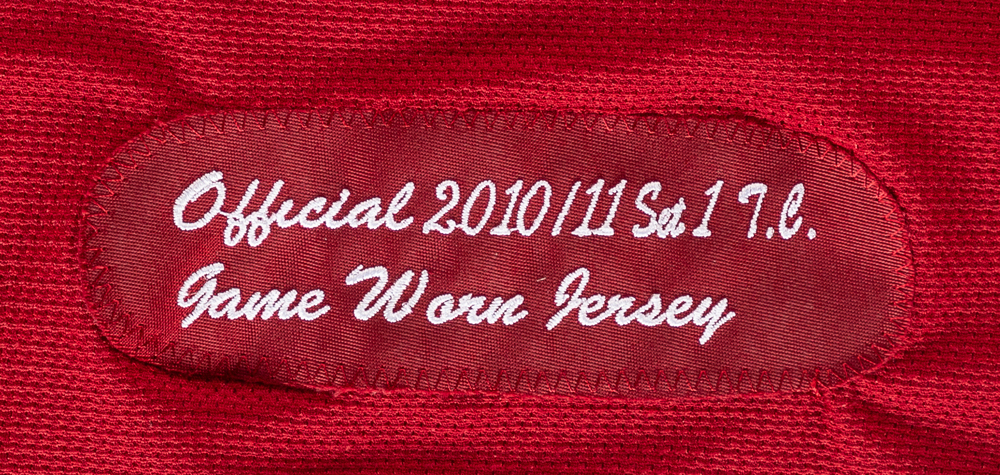 Official 2010/11 Set 1 T.C.
Game Worn Jersey